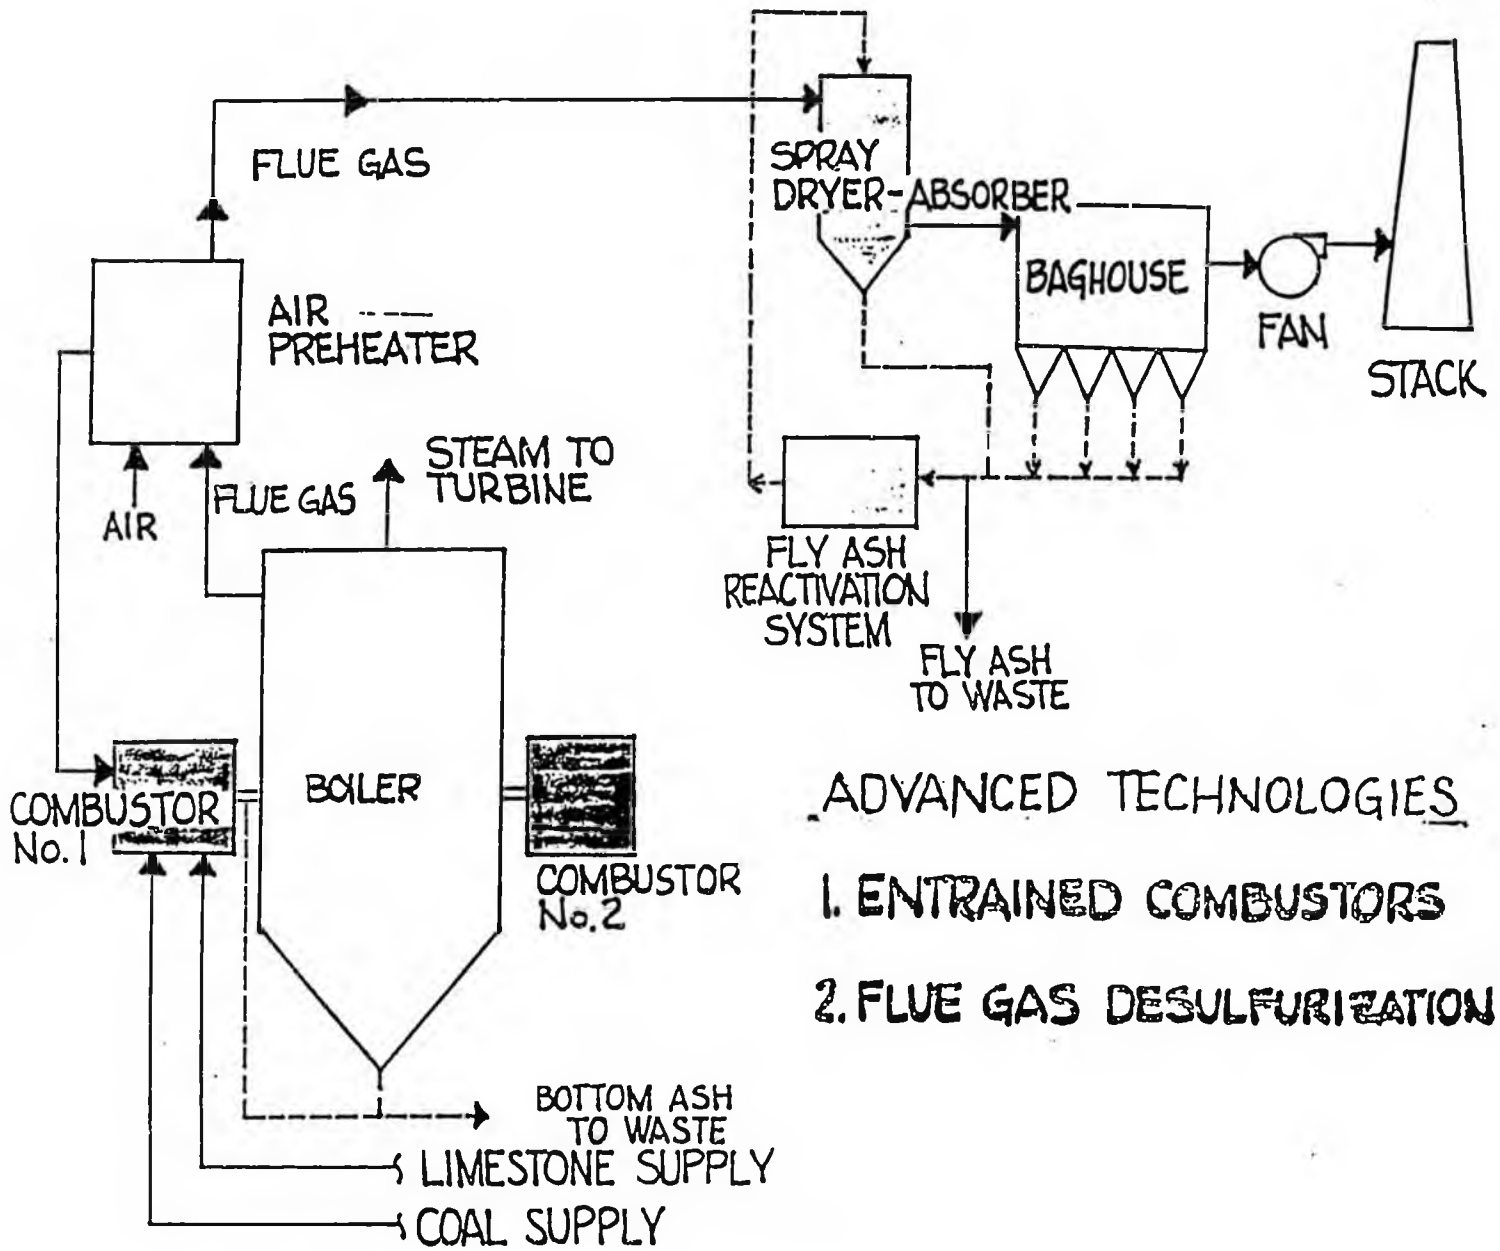 FLUE GAS
SPRAY
DRYER-ABSORBER
BAGHOUSE
FAN
STACK
AIR
PREHEATER
STEAM TO
TURBINE
FLUE GAS
AIR
FLY ASH
REACTIVATION
SYSTEM
FLY ASH
TO WASTE
BOILER
COMBUSTOR
No. 1
COMBUSTOR
No. 2
ADVANCED TECHNOLOGIES
1. ENTRAINED COMBUSTORS
2. FLUE GAS DESULFURIZATION
BOTTOM ASH
TO WASTE
LIMESTONE SUPPLY
COAL SUPPLY